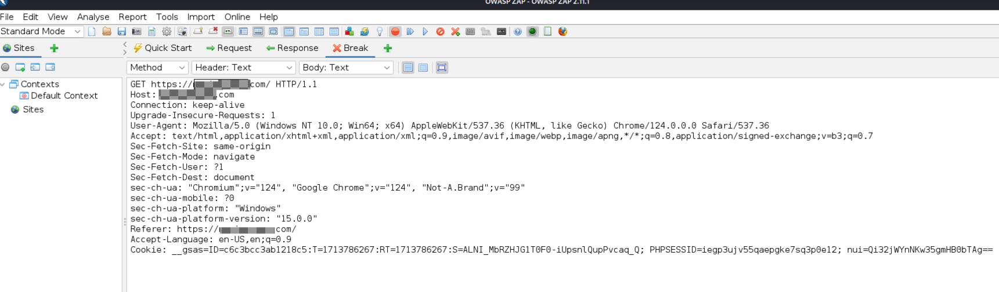 OWASP ZAP - OWASP ZAP 2.11.1
File Edit View Analyse Report Tools Import Online Help
Standard Mode
Sites Quick Start Request Response Break
Method Header: Text Body: Text
Contexts
Default Context
Sites
GET https:// com/ HTTP/1.1
Host: .com
Connection: keep-alive
Upgrade-Insecure-Requests: 1
User-Agent: Mozilla/5.0 (Windows NT 10.0; Win64; x64) AppleWebKit/537.36 (KHTML, like Gecko) Chrome/124.0.0.0 Safari/537.36
Accept: text/html,application/xhtml+xml,application/xml;q=0.9,image/avif,image/webp,image/apng,*/*;q=0.8,application/signed-exchange;v=b3;q=0.7
Sec-Fetch-Site: same-origin
Sec-Fetch-Mode: navigate
Sec-Fetch-User: ?1
Sec-Fetch-Dest: document
sec-ch-ua: "Chromium";v="124", "Google Chrome";v="124", "Not-A.Brand";v="99"
sec-ch-ua-mobile: ?0
sec-ch-ua-platform: "Windows"
sec-ch-ua-platform-version: "15.0.0"
Referer: https:// com/
Accept-Language: en-US,en;q=0.9
Cookie: __gsas=ID=c6c3bcc3ab1218c5:T=1713786267:RT=1713786267:S=ALNI_MbRZHJG1T0F0-iUpsnlQupPvcaq_Q; PHPSESSID=iegp3ujv55qaepgke7sq3p0e12; nui=Qi32jWYnNKw35gmHB0bTAg==